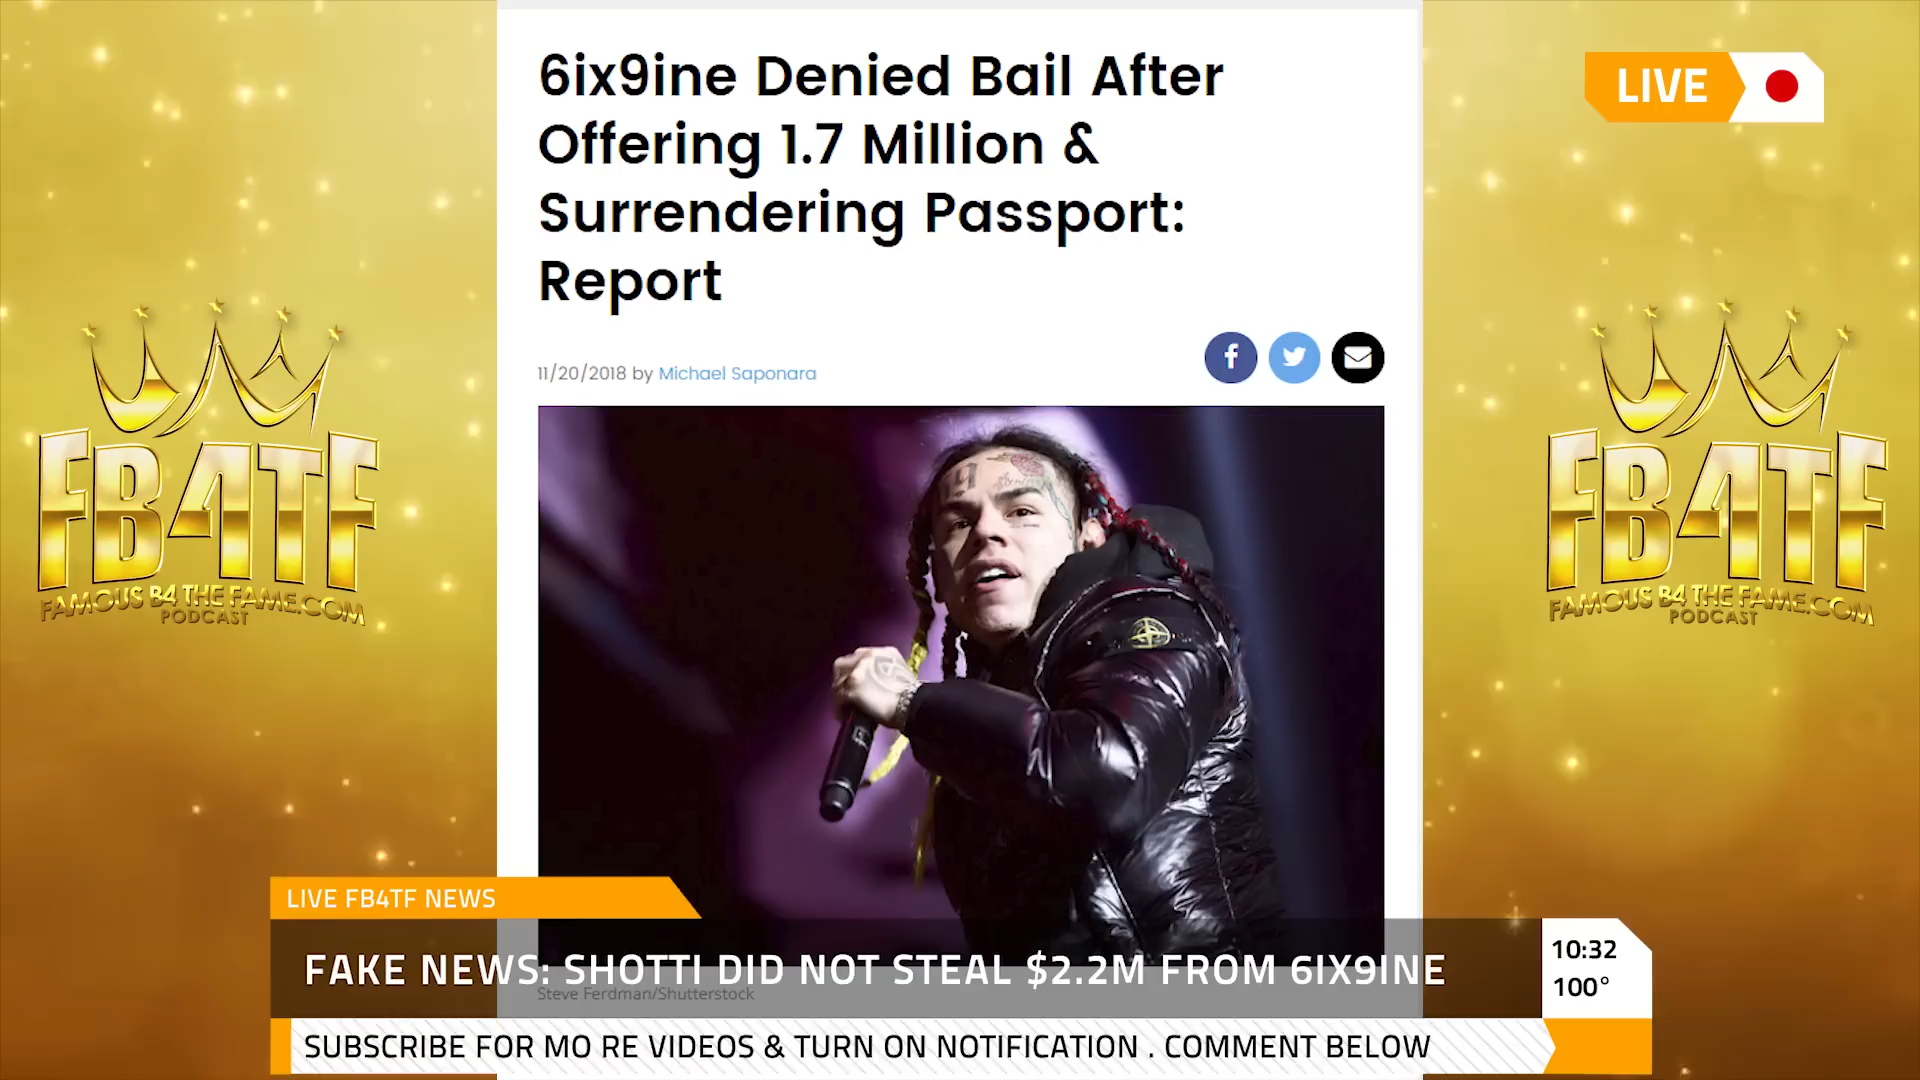 6ix9ine Denied Bail After
Offering 1.7 Million &
Surrendering Passport:
Report
LIVE
11/20/2018 by Michael Saponara
FB4TF
FAMOUS B4 THE FAME.COM
PODCAST
FB4TF
FAMOUS B4 THE FAME.COM
PODCAST
LIVE FB4TF NEWS
FAKE NEWS: SHOTTI DID NOT STEAL $2.2M FROM 6IX9INE
Steve Ferdman/Shutterstock
10:32
100°
SUBSCRIBE FOR MO RE VIDEOS & TURN ON NOTIFICATION . COMMENT BELOW